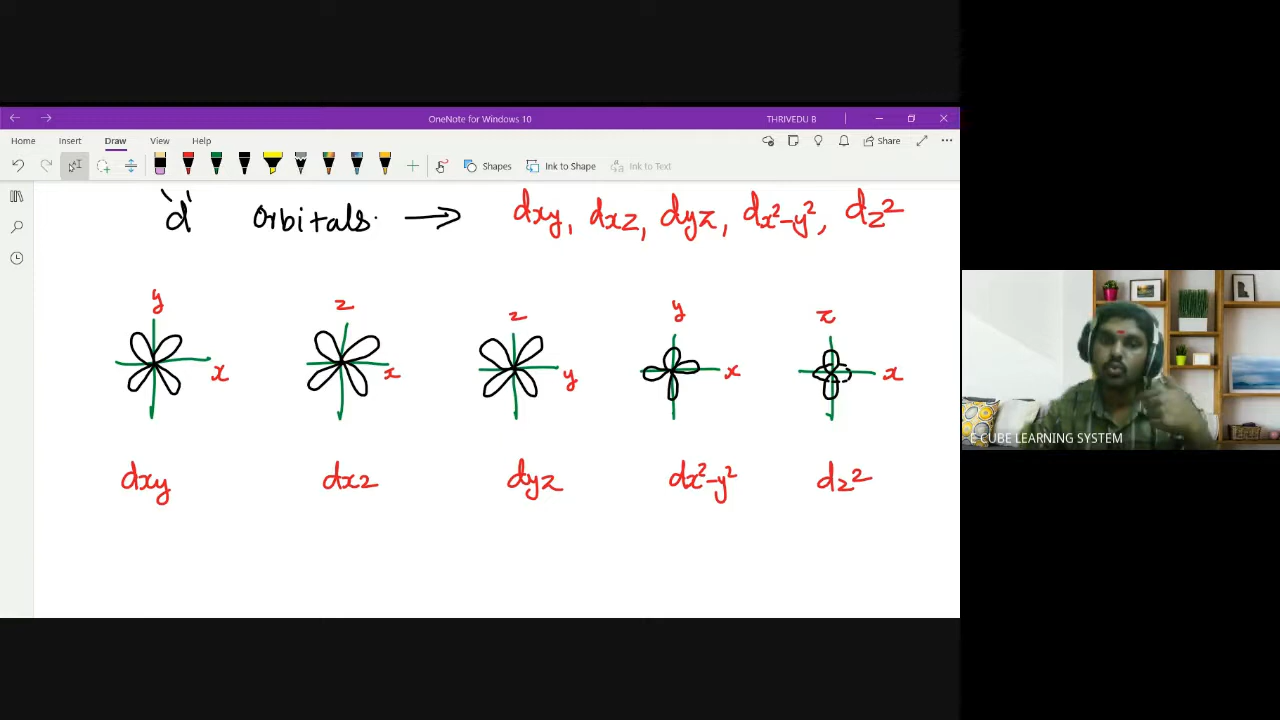 OneNote for Windows 10
THRIVEDU B
Home Insert Draw View Help
Share
Shapes Ink to Shape Ink to Text
'd' Orbitals → dxy, dxz, dyz, dx²-y², dz²
y z z y z
x x y x x
dxy dxz dyz dx²-y² dz²
E CUBE LEARNING SYSTEM